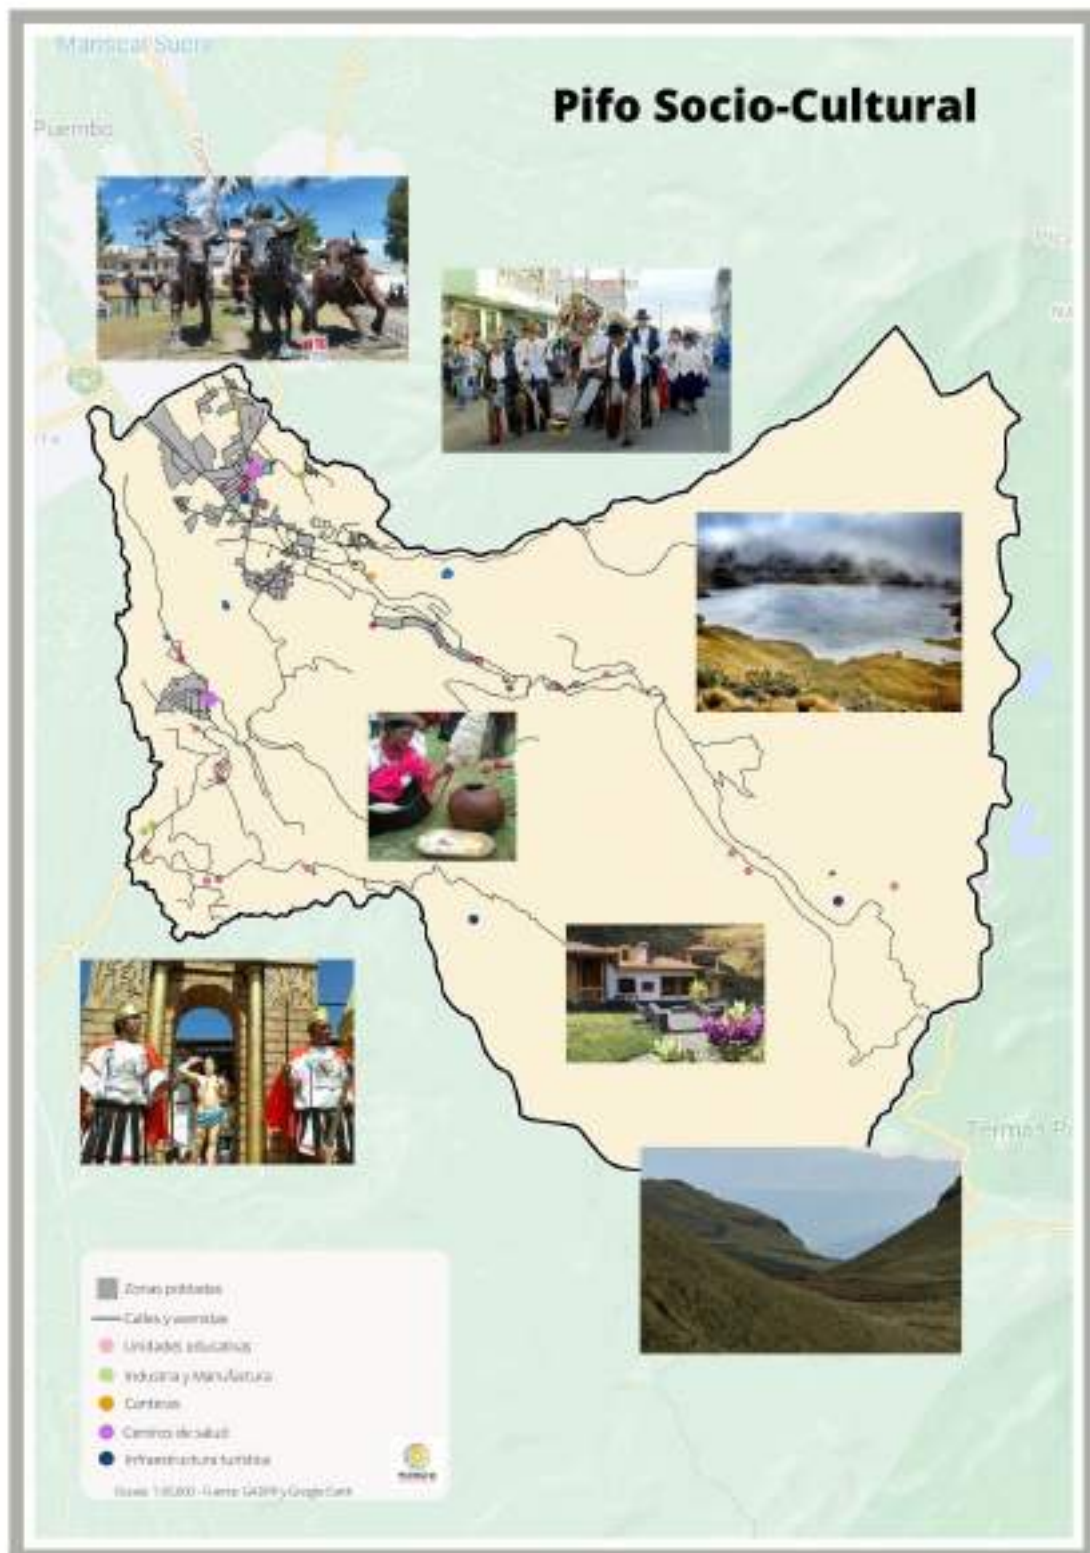 Mariscal Sucre
Pifo Socio-Cultural
Puembo
Termas
Zonas pobladas
Calles y avenidas
Unidades educativas
Industria y Manufactura
Canteras
Centros de salud
Infraestructura turística